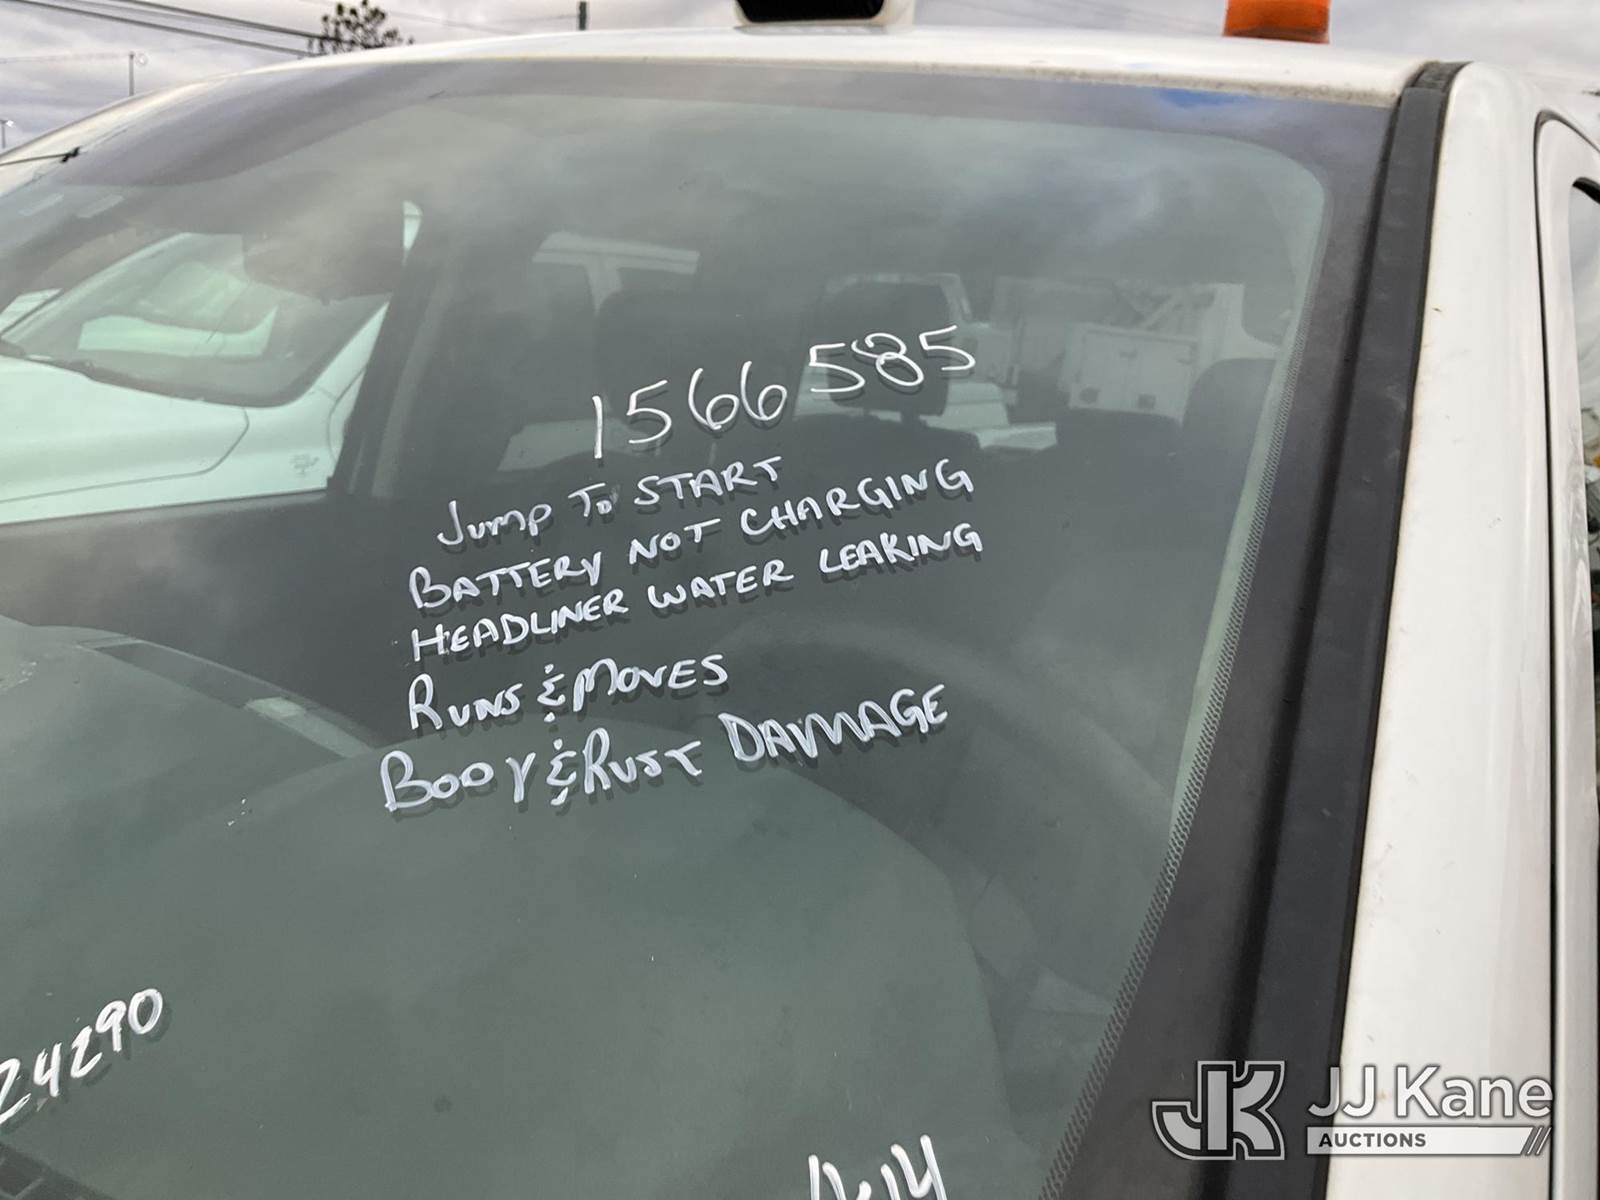 1566585
Jump To START
BATTERY NOT CHARGING
HEADLINER WATER LEAKING
RUNS & MOVES
BODY & RUST DAMAGE
24290
JJ Kane
AUCTIONS